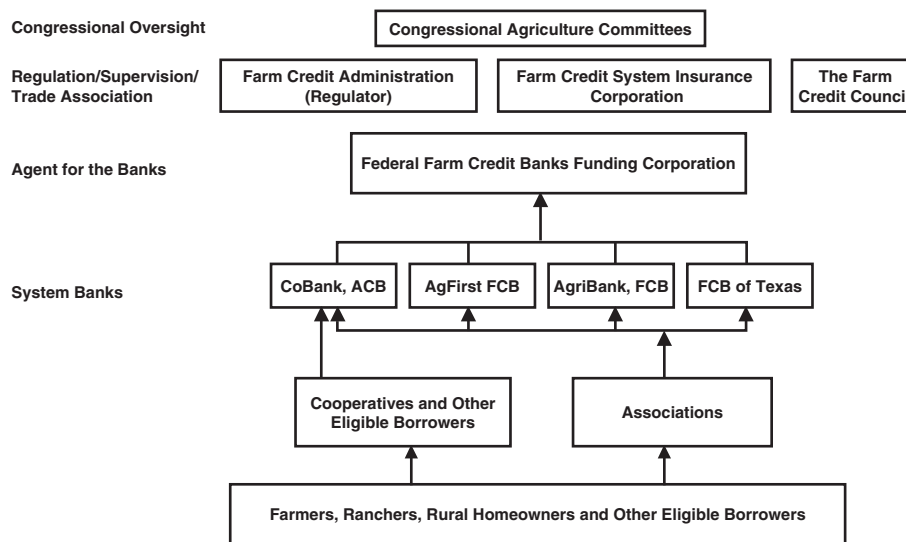 Congressional Oversight
Congressional Agriculture Committees
Regulation/Supervision/
Trade Association
Farm Credit Administration
(Regulator)
Farm Credit System Insurance
Corporation
The Farm
Credit Counci
Agent for the Banks
Federal Farm Credit Banks Funding Corporation
System Banks
CoBank, ACB
AgFirst FCB
AgriBank, FCB
FCB of Texas
Cooperatives and Other
Eligible Borrowers
Associations
Farmers, Ranchers, Rural Homeowners and Other Eligible Borrowers